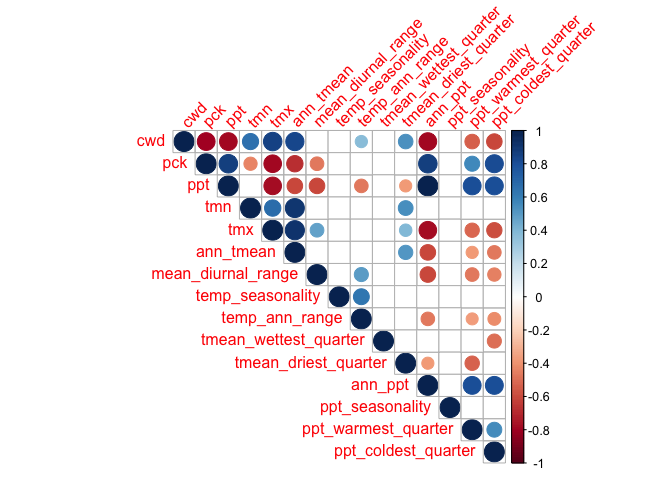 cwd
pck
ppt
tmn
tmx
ann_tmean
mean_diurnal_range
temp_seasonality
temp_ann_range
tmean_wettest_quarter
tmean_driest_quarter
ann_ppt
ppt_seasonality
ppt_warmest_quarter
ppt_coldest_quarter
cwd
pck
ppt
tmn
tmx
ann_tmean
mean_diurnal_range
temp_seasonality
temp_ann_range
tmean_wettest_quarter
tmean_driest_quarter
ann_ppt
ppt_seasonality
ppt_warmest_quarter
ppt_coldest_quarter
1
0.8
0.6
0.4
0.2
0
-0.2
-0.4
-0.6
-0.8
-1